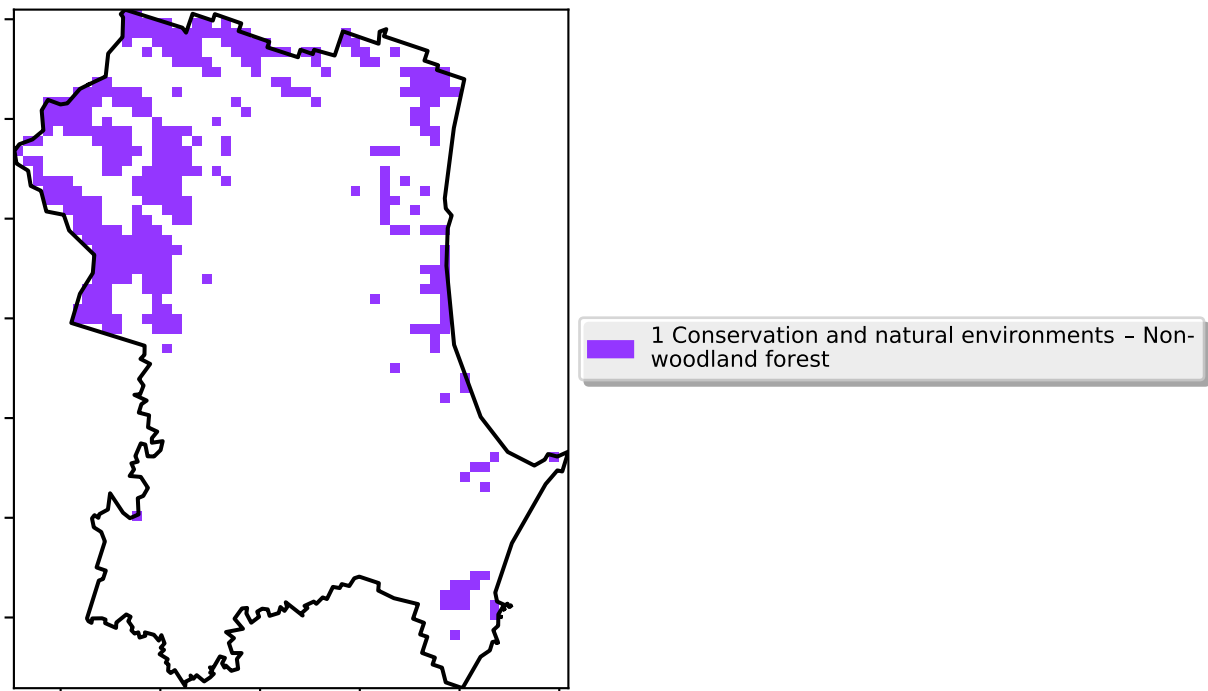 1 Conservation and natural environments – Non-
woodland forest